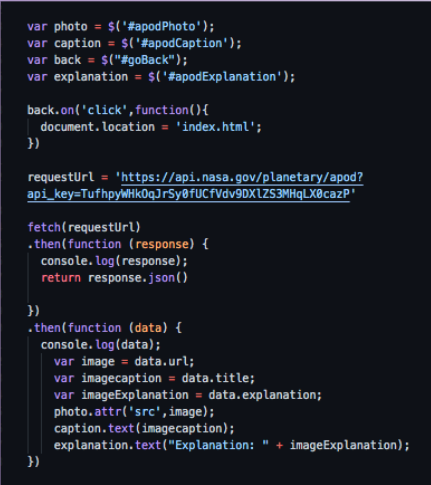 var photo = $('#apodPhoto');
var caption = $('#apodCaption');
var back = $("#goBack");
var explanation = $('#apodExplanation');
back.on('click',function(){
document.location = 'index.html';
})
requestUrl = 'https://api.nasa.gov/planetary/apod?
api_key=TufhpyWHkOqJrSy0fUCfVdv9DXlZS3MHqLX0cazP'
fetch(requestUrl)
.then(function (response) {
console.log(response);
return response.json()
})
.then(function (data) {
console.log(data);
var image = data.url;
var imagecaption = data.title;
var imageExplanation = data.explanation;
photo.attr('src',image);
caption.text(imagecaption);
explanation.text("Explanation: " + imageExplanation);
})